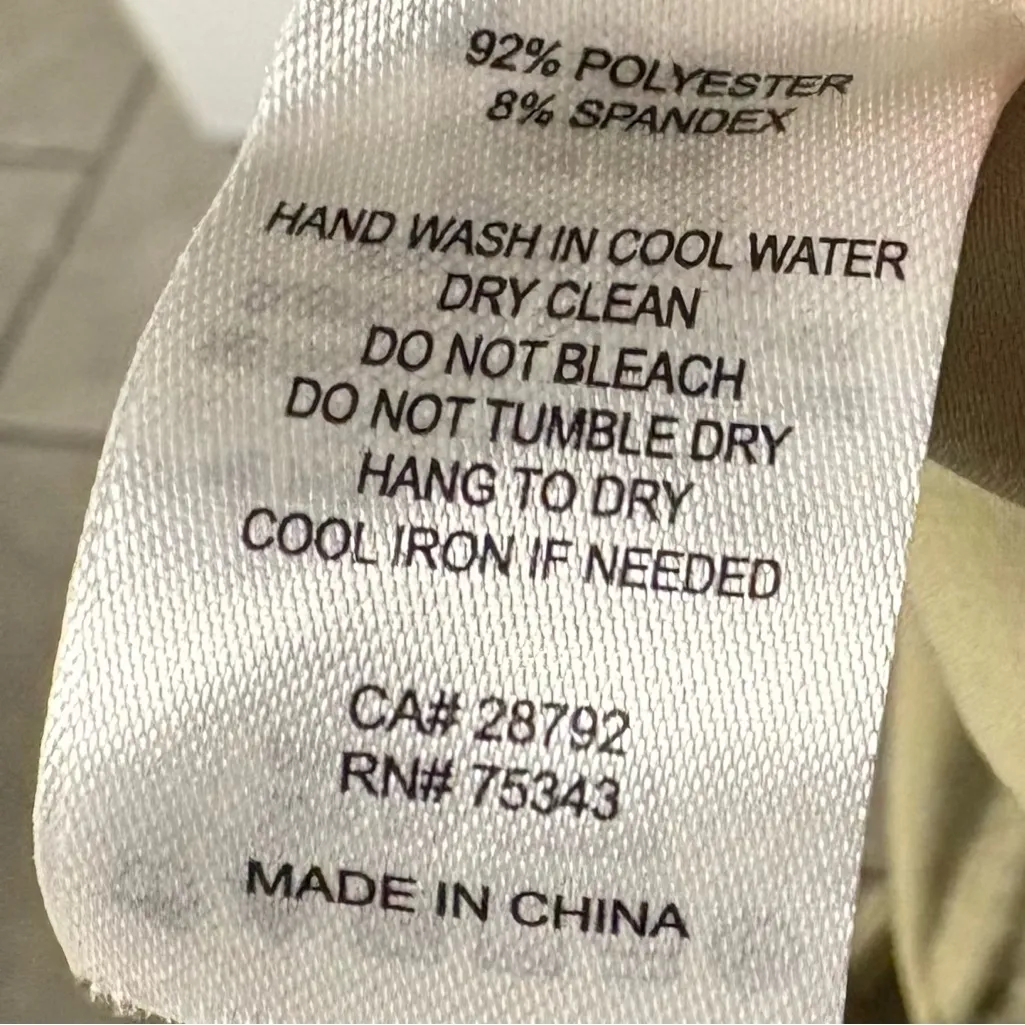 92% POLYESTER
8% SPANDEX
HAND WASH IN COOL WATER
DRY CLEAN
DO NOT BLEACH
DO NOT TUMBLE DRY
HANG TO DRY
COOL IRON IF NEEDED
CA# 28792
RN# 75343
MADE IN CHINA